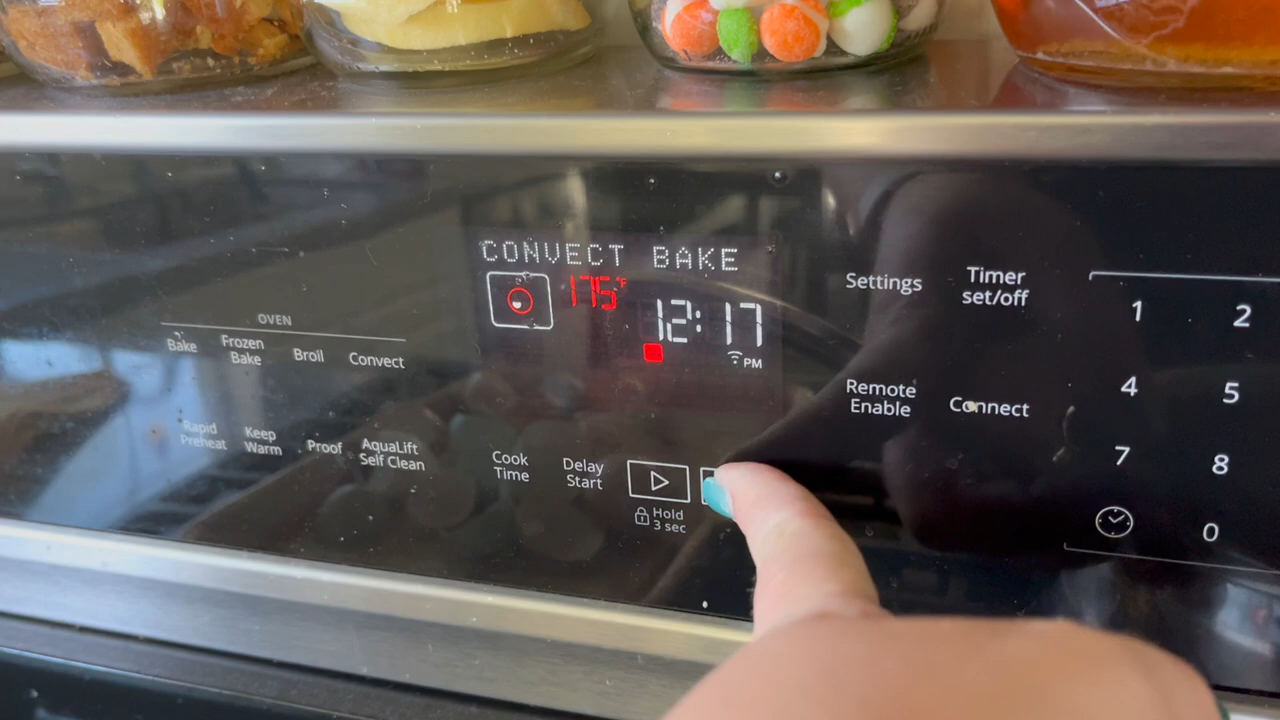 CONVECT BAKE
175°F
12:17
PM
OVEN
Bake
Frozen
Bake
Broil
Convect
Rapid
Preheat
Keep
Warm
Proof
AquaLift
Self Clean
Cook
Time
Delay
Start
Hold
3 sec
Settings
Timer
set/off
Remote
Enable
Connect
1 2
4 5
7 8
0